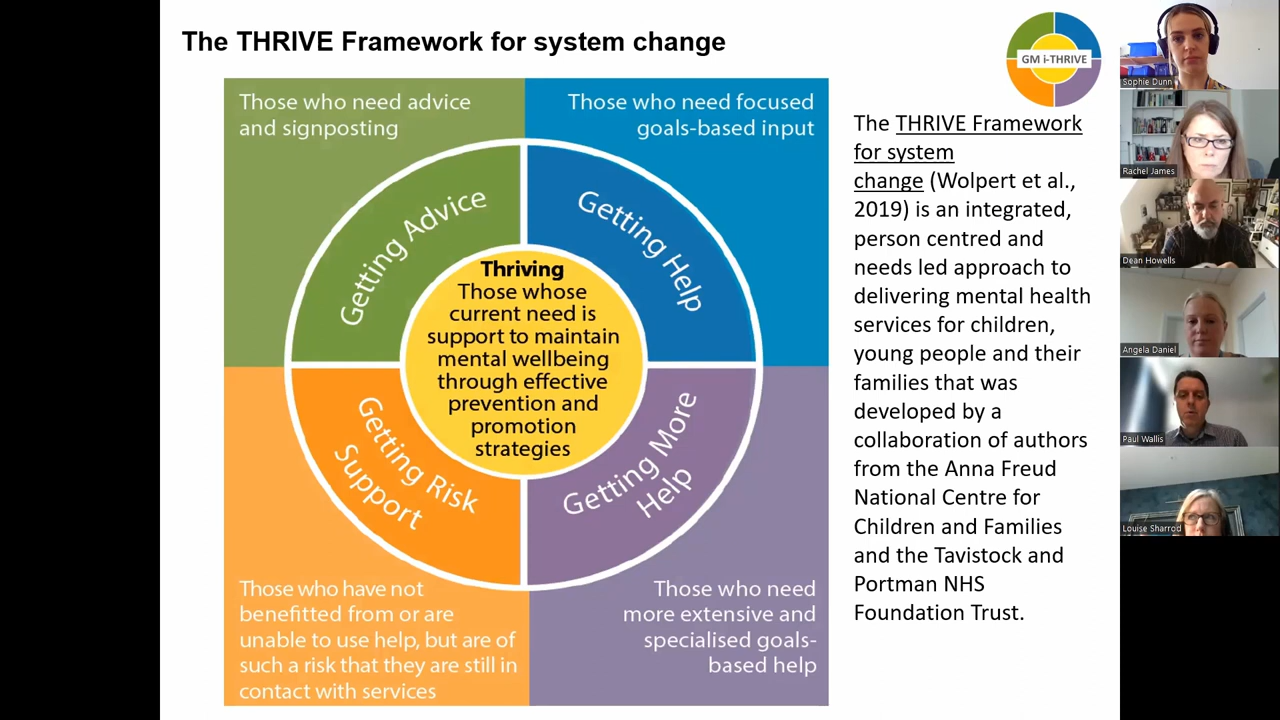 The THRIVE Framework for system change
GM i-THRIVE
Those who need advice
and signposting
Those who need focused
goals-based input
Getting Advice
Getting Help
Thriving
Those whose
current need is
support to maintain
mental wellbeing
through effective
prevention and
promotion
strategies
Getting Risk
Support
Getting More
Help
Those who have not
benefitted from or are
unable to use help, but are of
such a risk that they are still in
contact with services
Those who need
more extensive and
specialised goals-
based help
The THRIVE Framework
for system
change (Wolpert et al.,
2019) is an integrated,
person centred and
needs led approach to
delivering mental health
services for children,
young people and their
families that was
developed by a
collaboration of authors
from the Anna Freud
National Centre for
Children and Families
and the Tavistock and
Portman NHS
Foundation Trust.
Sophie Dunn
Rachel James
Dean Howells
Angela Daniel
Paul Wallis
Louise Sharrod